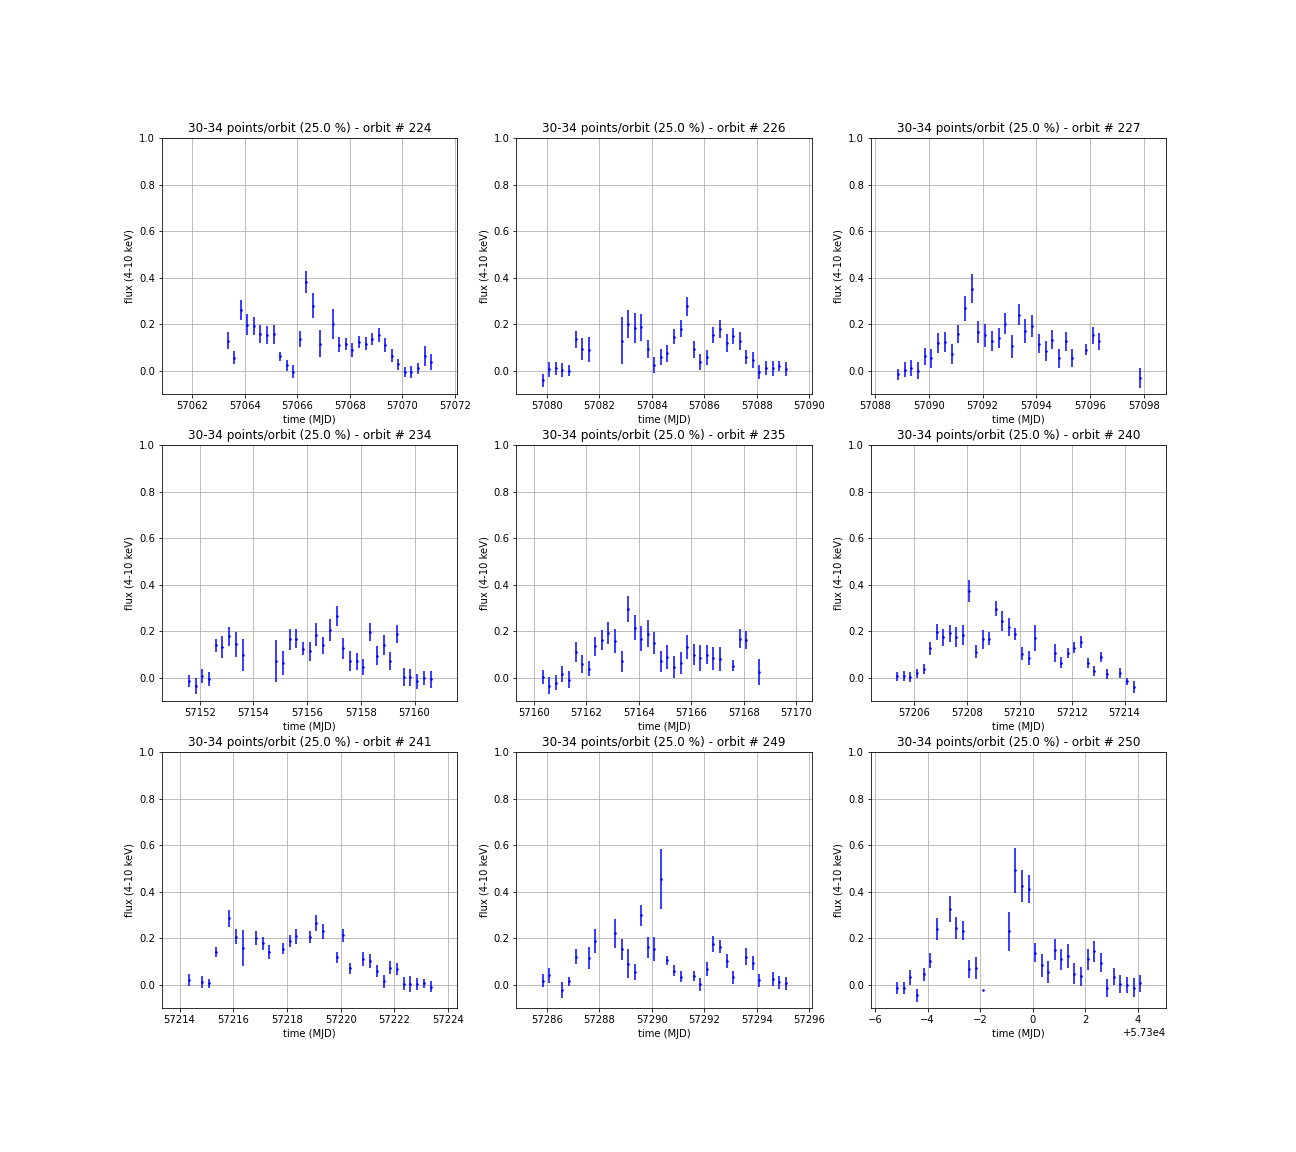 30-34 points/orbit (25.0 %) - orbit # 224
30-34 points/orbit (25.0 %) - orbit # 226
30-34 points/orbit (25.0 %) - orbit # 227
1.0
0.8
0.6
0.4
0.2
0.0
flux (4-10 keV)
57062 57064 57066 57068 57070 57072
time (MJD)
1.0
0.8
0.6
0.4
0.2
0.0
flux (4-10 keV)
57080 57082 57084 57086 57088 57090
time (MJD)
1.0
0.8
0.6
0.4
0.2
0.0
flux (4-10 keV)
57088 57090 57092 57094 57096 57098
time (MJD)
30-34 points/orbit (25.0 %) - orbit # 234
30-34 points/orbit (25.0 %) - orbit # 235
30-34 points/orbit (25.0 %) - orbit # 240
1.0
0.8
0.6
0.4
0.2
0.0
flux (4-10 keV)
57152 57154 57156 57158 57160
time (MJD)
1.0
0.8
0.6
0.4
0.2
0.0
flux (4-10 keV)
57160 57162 57164 57166 57168 57170
time (MJD)
1.0
0.8
0.6
0.4
0.2
0.0
flux (4-10 keV)
57206 57208 57210 57212 57214
time (MJD)
30-34 points/orbit (25.0 %) - orbit # 241
30-34 points/orbit (25.0 %) - orbit # 249
30-34 points/orbit (25.0 %) - orbit # 250
1.0
0.8
0.6
0.4
0.2
0.0
flux (4-10 keV)
57214 57216 57218 57220 57222 57224
time (MJD)
1.0
0.8
0.6
0.4
0.2
0.0
flux (4-10 keV)
57286 57288 57290 57292 57294 57296
time (MJD)
1.0
0.8
0.6
0.4
0.2
0.0
flux (4-10 keV)
−6 −4 −2 0 2 4
time (MJD)
+5.73e4